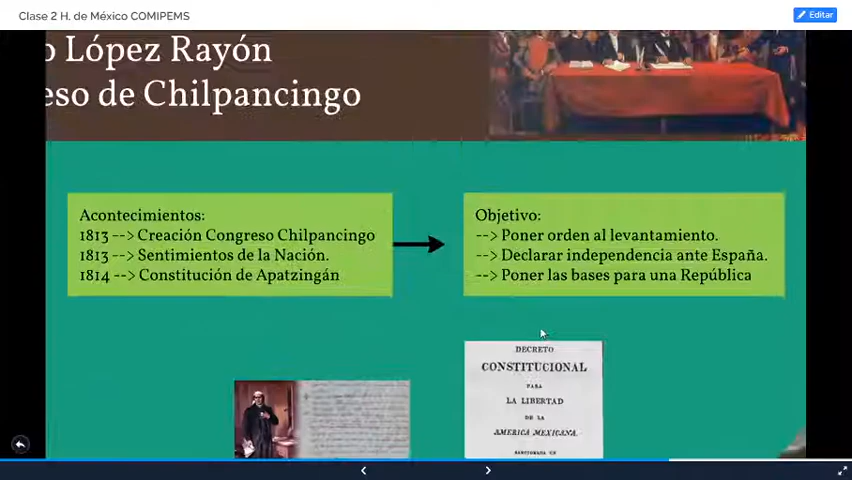 Clase 2 H. de México COMIPEMS
Editar
López Rayón
eso de Chilpancingo
Acontecimientos:
1813 --> Creación Congreso Chilpancingo
1813 --> Sentimientos de la Nación.
1814 --> Constitución de Apatzingán
Objetivo:
--> Poner orden al levantamiento.
--> Declarar independencia ante España.
--> Poner las bases para una República
DECRETO
CONSTITUCIONAL
PARA
LA LIBERTAD
DE LA
AMERICA MEXICANA.